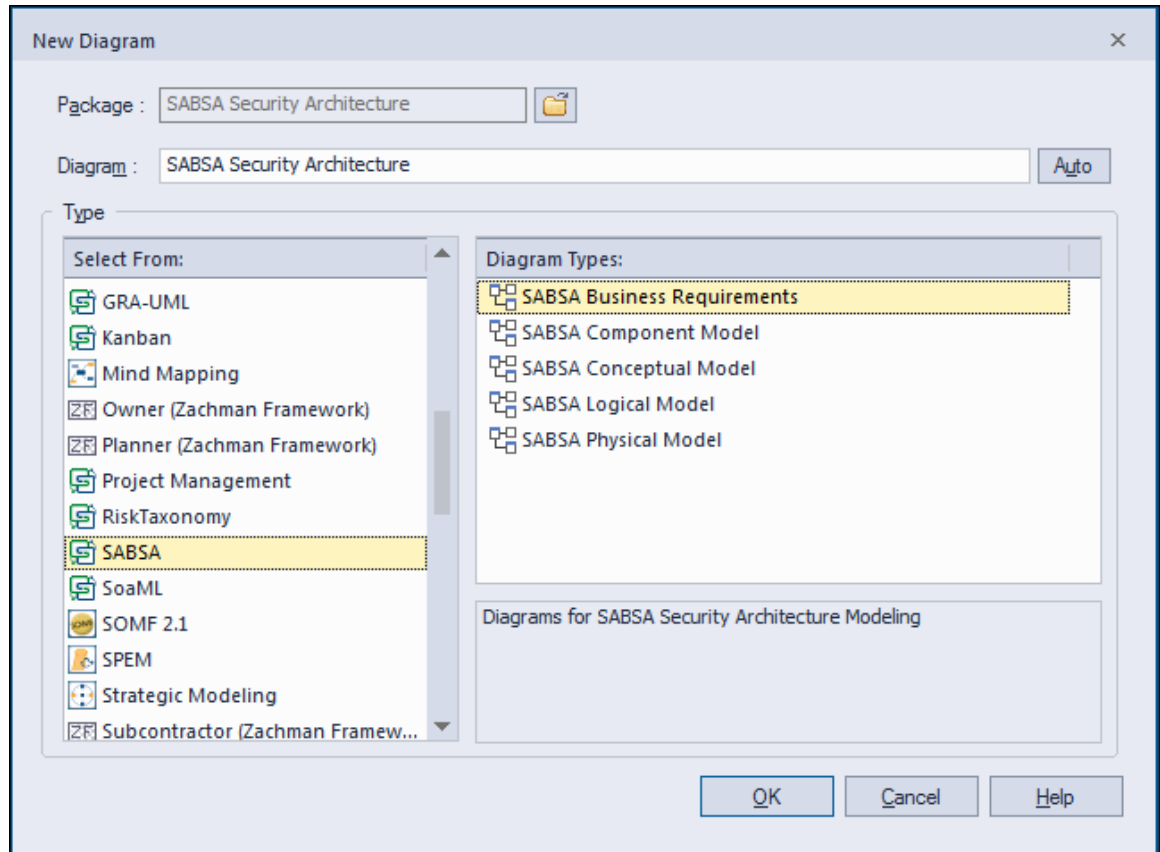 New Diagram
Package : SABSA Security Architecture
Diagram : SABSA Security Architecture Auto
Type
Select From:
GRA-UML
Kanban
Mind Mapping
Owner (Zachman Framework)
Planner (Zachman Framework)
Project Management
RiskTaxonomy
SABSA
SoaML
SOMF 2.1
SPEM
Strategic Modeling
Subcontractor (Zachman Framew...
Diagram Types:
SABSA Business Requirements
SABSA Component Model
SABSA Conceptual Model
SABSA Logical Model
SABSA Physical Model
Diagrams for SABSA Security Architecture Modeling
OK Cancel Help